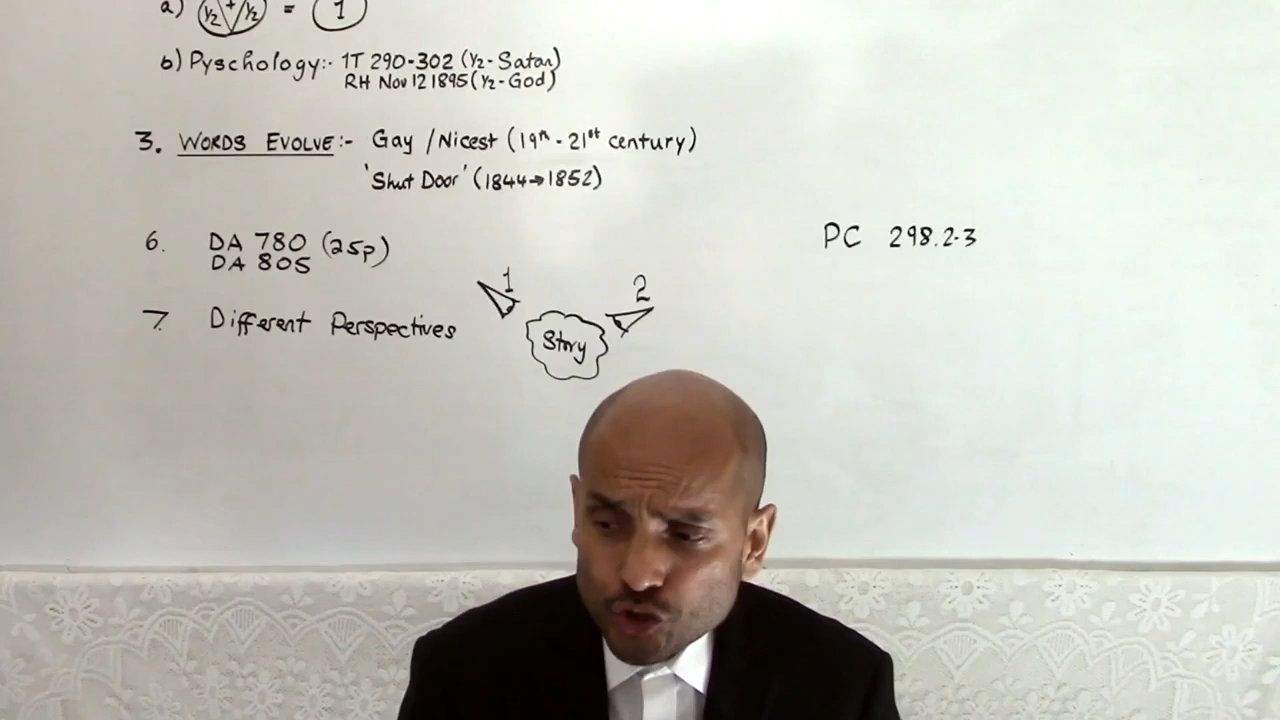 a) ½ + ½ = 1
b) Pyschology:- 1T 290-302 (½-Satan)
RH Nov 12 1895 (½-God)
3. WORDS EVOLVE:- Gay / Nicest (19th - 21st century)
'Shut Door' (1844→1852)
6. DA 780 (25p)
DA 805
PC 298.2-3
7. Different Perspectives
1 2
Story